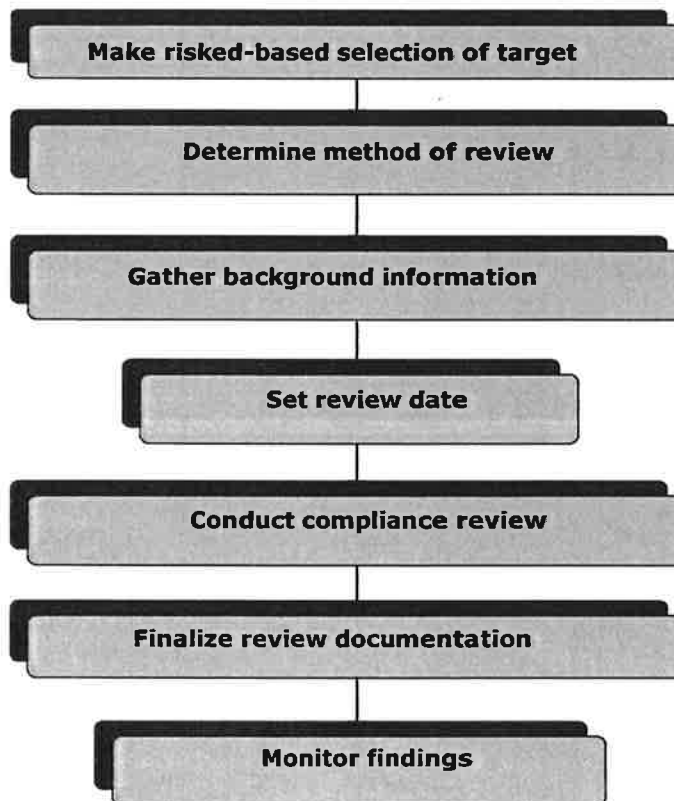 Make risked-based selection of target
Determine method of review
Gather background information
Set review date
Conduct compliance review
Finalize review documentation
Monitor findings